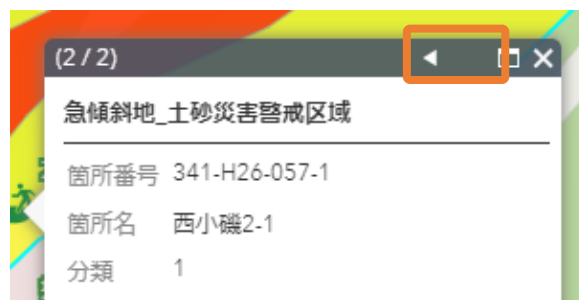 (2 / 2)
急傾斜地_土砂災害警戒区域
箇所番号 341-H26-057-1
箇所名 西小磯2-1
分類 1